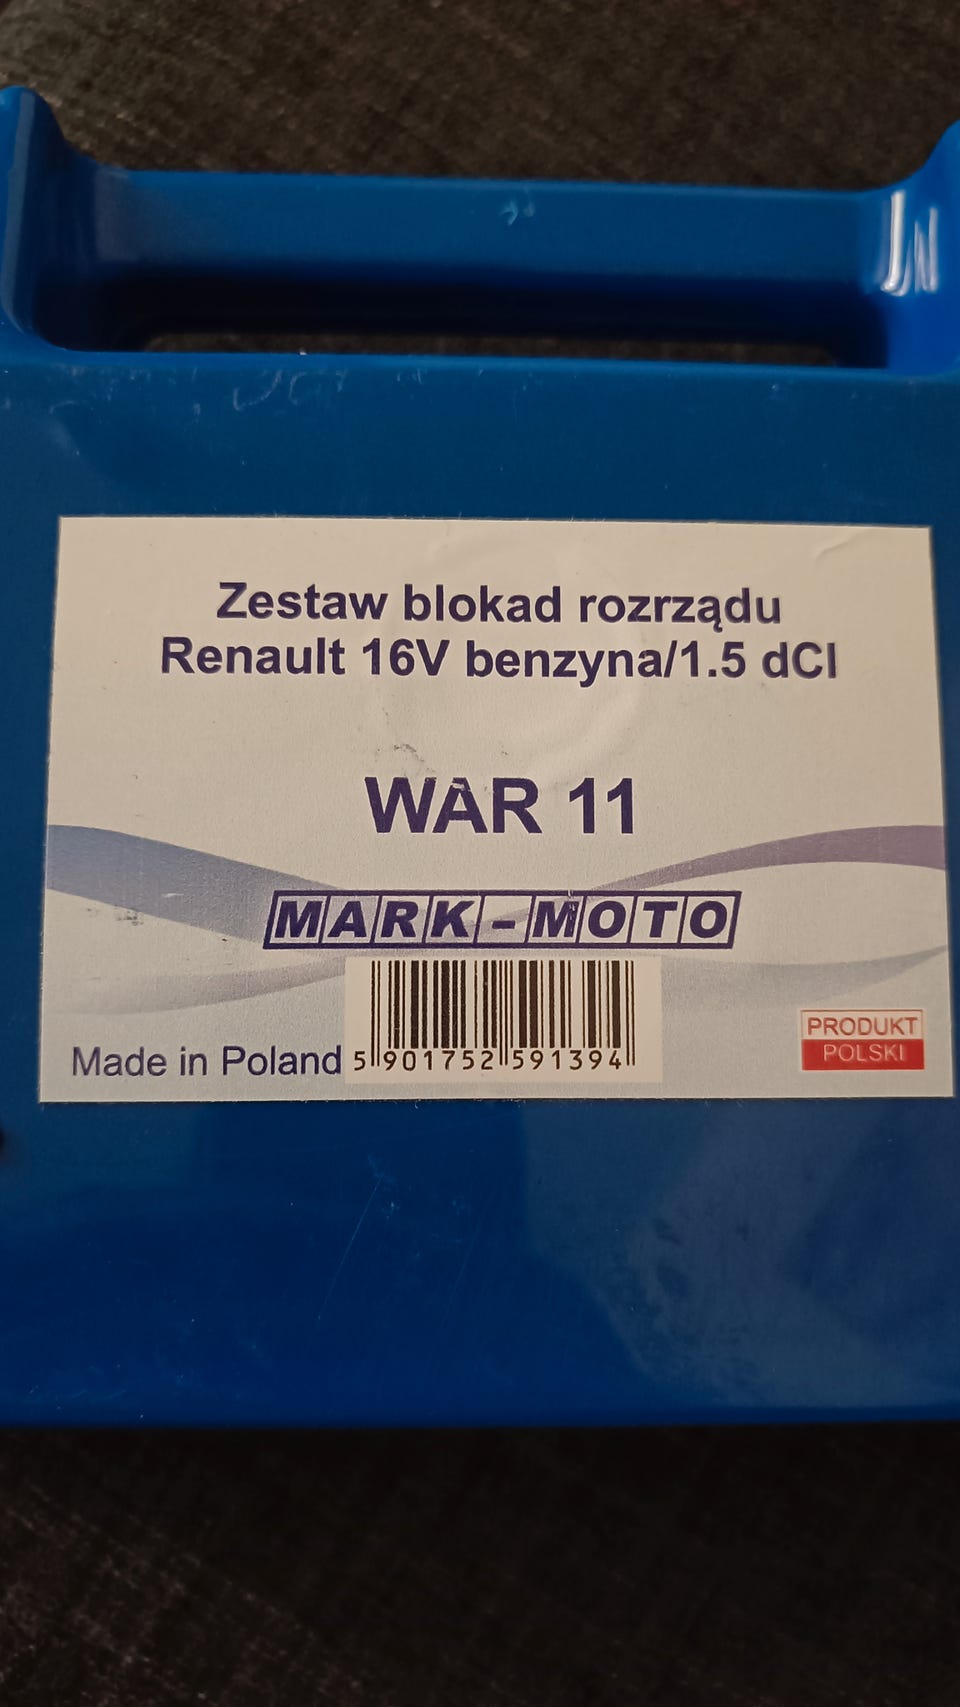 Zestaw blokad rozrządu
Renault 16V benzyna/1.5 dCI
WAR 11
MARK-MOTO
Made in Poland
5 901752 591394
PRODUKT
POLSKI